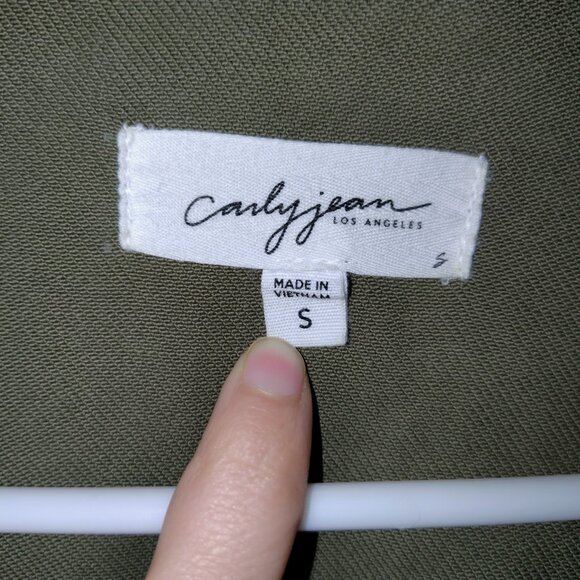 carlyjean
LOS ANGELES
S
MADE IN
VIETNAM
S